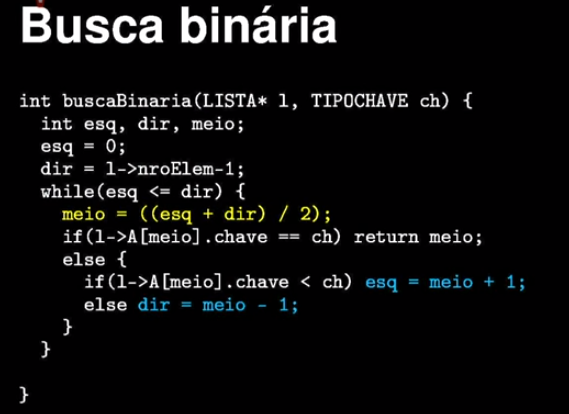 Busca binária
int buscaBinaria(LISTA* l, TIPOCHAVE ch) {
int esq, dir, meio;
esq = 0;
dir = l->nroElem-1;
while(esq <= dir) {
meio = ((esq + dir) / 2);
if(l->A[meio].chave == ch) return meio;
else {
if(l->A[meio].chave < ch) esq = meio + 1;
else dir = meio - 1;
}
}
}